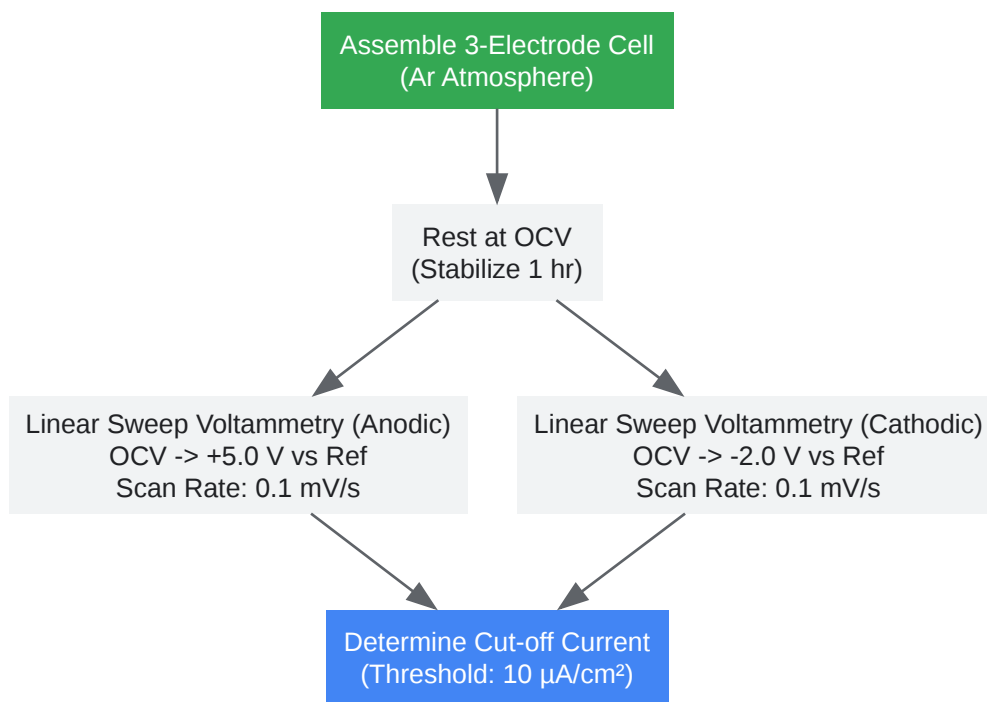 Assemble 3-Electrode Cell
(Ar Atmosphere)
Rest at OCV
(Stabilize 1 hr)
Linear Sweep Voltammetry (Anodic)
OCV -> +5.0 V vs Ref
Scan Rate: 0.1 mV/s
Linear Sweep Voltammetry (Cathodic)
OCV -> -2.0 V vs Ref
Scan Rate: 0.1 mV/s
Determine Cut-off Current
(Threshold: 10 µA/cm²)